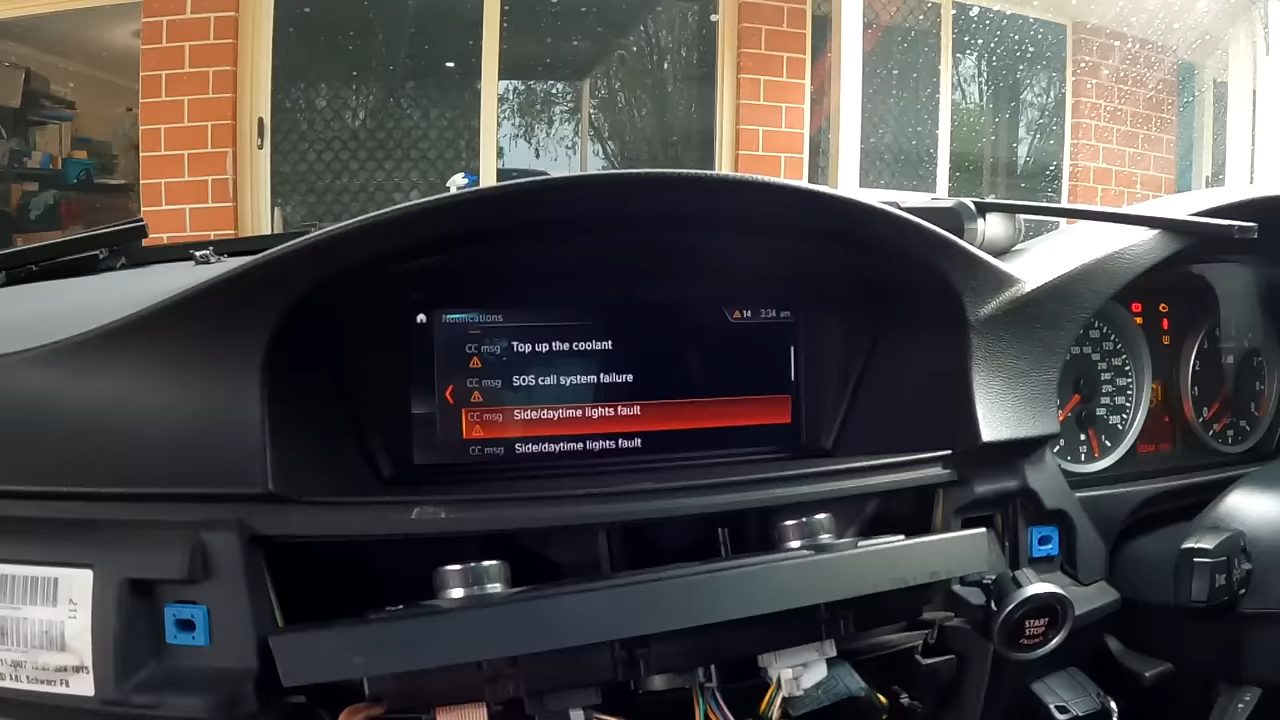 Notifications
14 3:34 am
CC msg Top up the coolant
CC msg SOS call system failure
CC msg Side/daytime lights fault
CC msg Side/daytime lights fault
START
STOP